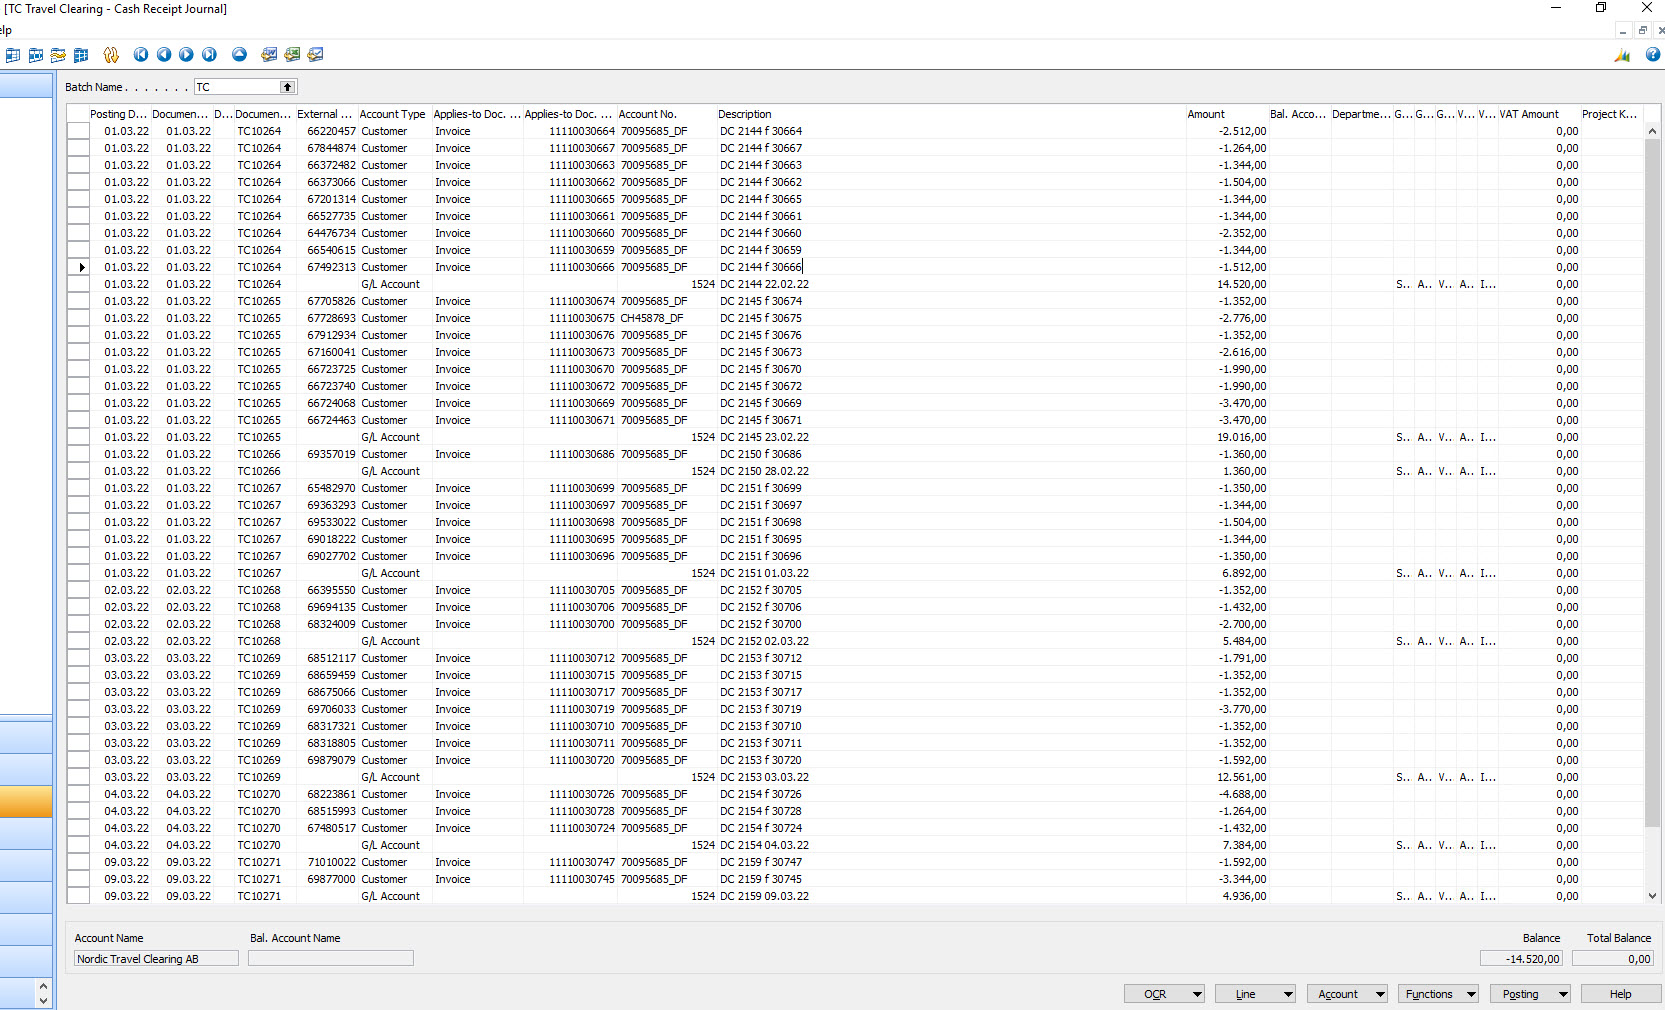 [TC Travel Clearing - Cash Receipt Journal]
elp
Batch Name . . . . . . . TC
Posting D... Documen... D... Documen... External ... Account Type Applies-to Doc. ... Applies-to Doc. ... Account No. Description Amount Bal. Acco... Departme... G... G... G... V... V... VAT Amount Project K...
01.03.22 01.03.22 TC10264 66220457 Customer Invoice 11110030664 70095685_DF DC 2144 f 30664 -2.512,00 0,00
01.03.22 01.03.22 TC10264 67844874 Customer Invoice 11110030667 70095685_DF DC 2144 f 30667 -1.264,00 0,00
01.03.22 01.03.22 TC10264 66372482 Customer Invoice 11110030663 70095685_DF DC 2144 f 30663 -1.344,00 0,00
01.03.22 01.03.22 TC10264 66373066 Customer Invoice 11110030662 70095685_DF DC 2144 f 30662 -1.504,00 0,00
01.03.22 01.03.22 TC10264 67201314 Customer Invoice 11110030665 70095685_DF DC 2144 f 30665 -1.344,00 0,00
01.03.22 01.03.22 TC10264 66527735 Customer Invoice 11110030661 70095685_DF DC 2144 f 30661 -1.344,00 0,00
01.03.22 01.03.22 TC10264 64476734 Customer Invoice 11110030660 70095685_DF DC 2144 f 30660 -2.352,00 0,00
01.03.22 01.03.22 TC10264 66540615 Customer Invoice 11110030659 70095685_DF DC 2144 f 30659 -1.344,00 0,00
01.03.22 01.03.22 TC10264 67492313 Customer Invoice 11110030666 70095685_DF DC 2144 f 30666 -1.512,00 0,00
01.03.22 01.03.22 TC10264 G/L Account 1524 DC 2144 22.02.22 14.520,00 S... A.. V... A.. I... 0,00
01.03.22 01.03.22 TC10265 67705826 Customer Invoice 11110030674 70095685_DF DC 2145 f 30674 -1.352,00 0,00
01.03.22 01.03.22 TC10265 67728693 Customer Invoice 11110030675 CH45878_DF DC 2145 f 30675 -2.776,00 0,00
01.03.22 01.03.22 TC10265 67912934 Customer Invoice 11110030676 70095685_DF DC 2145 f 30676 -1.352,00 0,00
01.03.22 01.03.22 TC10265 67160041 Customer Invoice 11110030673 70095685_DF DC 2145 f 30673 -2.616,00 0,00
01.03.22 01.03.22 TC10265 66723725 Customer Invoice 11110030670 70095685_DF DC 2145 f 30670 -1.990,00 0,00
01.03.22 01.03.22 TC10265 66723740 Customer Invoice 11110030672 70095685_DF DC 2145 f 30672 -1.990,00 0,00
01.03.22 01.03.22 TC10265 66724068 Customer Invoice 11110030669 70095685_DF DC 2145 f 30669 -3.470,00 0,00
01.03.22 01.03.22 TC10265 66724463 Customer Invoice 11110030671 70095685_DF DC 2145 f 30671 -3.470,00 0,00
01.03.22 01.03.22 TC10265 G/L Account 1524 DC 2145 23.02.22 19.016,00 S... A.. V... A.. I... 0,00
01.03.22 01.03.22 TC10266 69357019 Customer Invoice 11110030686 70095685_DF DC 2150 f 30686 -1.360,00 0,00
01.03.22 01.03.22 TC10266 G/L Account 1524 DC 2150 28.02.22 1.360,00 S... A.. V... A.. I... 0,00
01.03.22 01.03.22 TC10267 65482970 Customer Invoice 11110030699 70095685_DF DC 2151 f 30699 -1.350,00 0,00
01.03.22 01.03.22 TC10267 69363293 Customer Invoice 11110030697 70095685_DF DC 2151 f 30697 -1.344,00 0,00
01.03.22 01.03.22 TC10267 69533022 Customer Invoice 11110030698 70095685_DF DC 2151 f 30698 -1.504,00 0,00
01.03.22 01.03.22 TC10267 69018222 Customer Invoice 11110030695 70095685_DF DC 2151 f 30695 -1.344,00 0,00
01.03.22 01.03.22 TC10267 69027702 Customer Invoice 11110030696 70095685_DF DC 2151 f 30696 -1.350,00 0,00
01.03.22 01.03.22 TC10267 G/L Account 1524 DC 2151 01.03.22 6.892,00 S... A.. V... A.. I... 0,00
02.03.22 02.03.22 TC10268 66395550 Customer Invoice 11110030705 70095685_DF DC 2152 f 30705 -1.352,00 0,00
02.03.22 02.03.22 TC10268 69694135 Customer Invoice 11110030706 70095685_DF DC 2152 f 30706 -1.432,00 0,00
02.03.22 02.03.22 TC10268 68324009 Customer Invoice 11110030700 70095685_DF DC 2152 f 30700 -2.700,00 0,00
02.03.22 02.03.22 TC10268 G/L Account 1524 DC 2152 02.03.22 5.484,00 S... A.. V... A.. I... 0,00
03.03.22 03.03.22 TC10269 68512117 Customer Invoice 11110030712 70095685_DF DC 2153 f 30712 -1.791,00 0,00
03.03.22 03.03.22 TC10269 68659459 Customer Invoice 11110030715 70095685_DF DC 2153 f 30715 -1.352,00 0,00
03.03.22 03.03.22 TC10269 68675066 Customer Invoice 11110030717 70095685_DF DC 2153 f 30717 -1.352,00 0,00
03.03.22 03.03.22 TC10269 69706033 Customer Invoice 11110030719 70095685_DF DC 2153 f 30719 -3.770,00 0,00
03.03.22 03.03.22 TC10269 68317321 Customer Invoice 11110030710 70095685_DF DC 2153 f 30710 -1.352,00 0,00
03.03.22 03.03.22 TC10269 68318805 Customer Invoice 11110030711 70095685_DF DC 2153 f 30711 -1.352,00 0,00
03.03.22 03.03.22 TC10269 69879079 Customer Invoice 11110030720 70095685_DF DC 2153 f 30720 -1.592,00 0,00
03.03.22 03.03.22 TC10269 G/L Account 1524 DC 2153 03.03.22 12.561,00 S... A.. V... A.. I... 0,00
04.03.22 04.03.22 TC10270 68223861 Customer Invoice 11110030726 70095685_DF DC 2154 f 30726 -4.688,00 0,00
04.03.22 04.03.22 TC10270 68515993 Customer Invoice 11110030728 70095685_DF DC 2154 f 30728 -1.264,00 0,00
04.03.22 04.03.22 TC10270 67480517 Customer Invoice 11110030724 70095685_DF DC 2154 f 30724 -1.432,00 0,00
04.03.22 04.03.22 TC10270 G/L Account 1524 DC 2154 04.03.22 7.384,00 S... A.. V... A.. I... 0,00
09.03.22 09.03.22 TC10271 71010022 Customer Invoice 11110030747 70095685_DF DC 2159 f 30747 -1.592,00 0,00
09.03.22 09.03.22 TC10271 69877000 Customer Invoice 11110030745 70095685_DF DC 2159 f 30745 -3.344,00 0,00
09.03.22 09.03.22 TC10271 G/L Account 1524 DC 2159 09.03.22 4.936,00 S... A.. V... A.. I... 0,00
Account Name Bal. Account Name Balance Total Balance
Nordic Travel Clearing AB -14.520,00 0,00
OCR Line Account Functions Posting Help